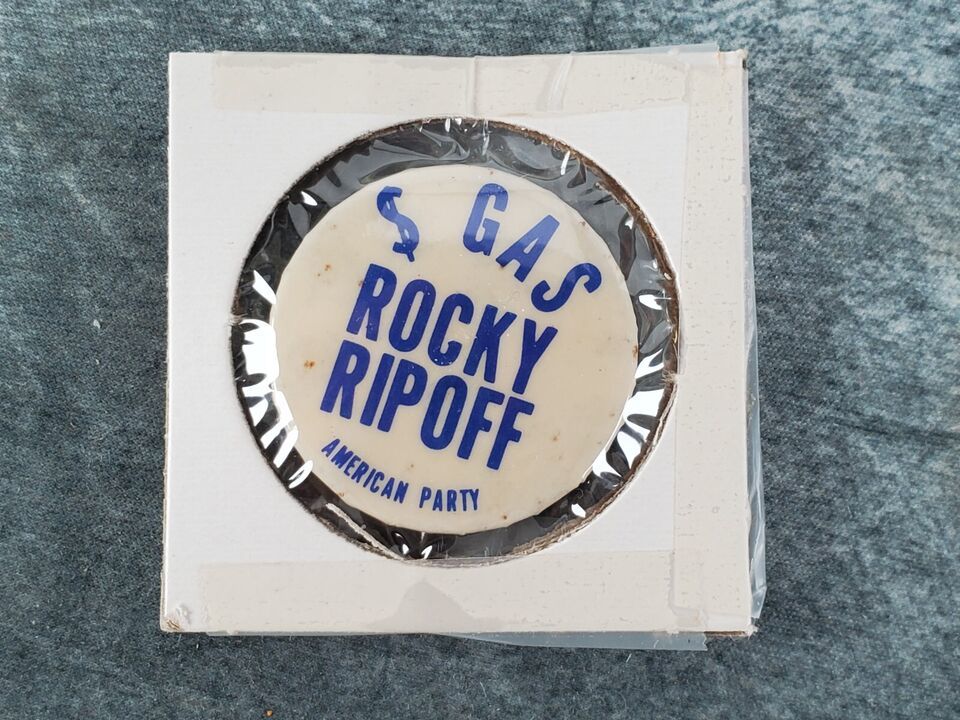 $ GAS
ROCKY
RIPOFF
AMERICAN PARTY